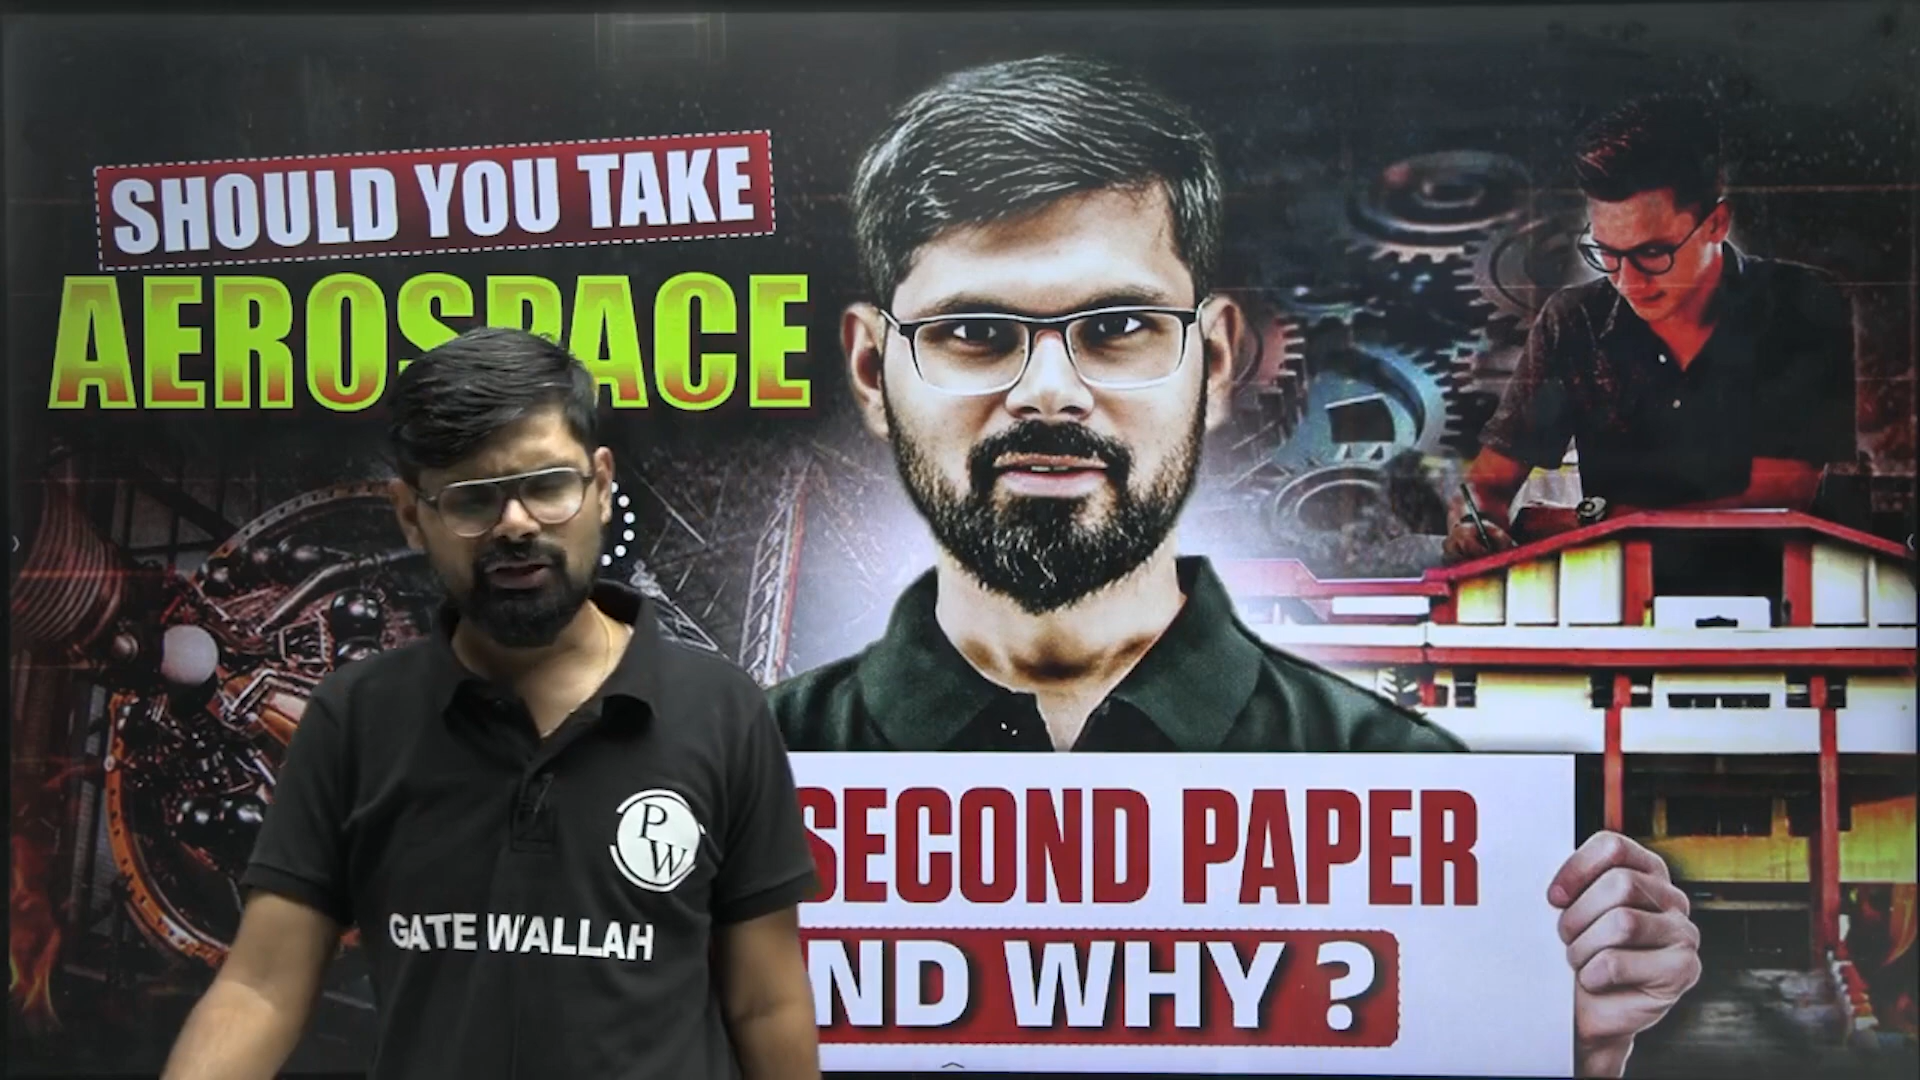 SHOULD YOU TAKE
AEROSPACE
SECOND PAPER
ND WHY ?
P
W
GATE WALLAH